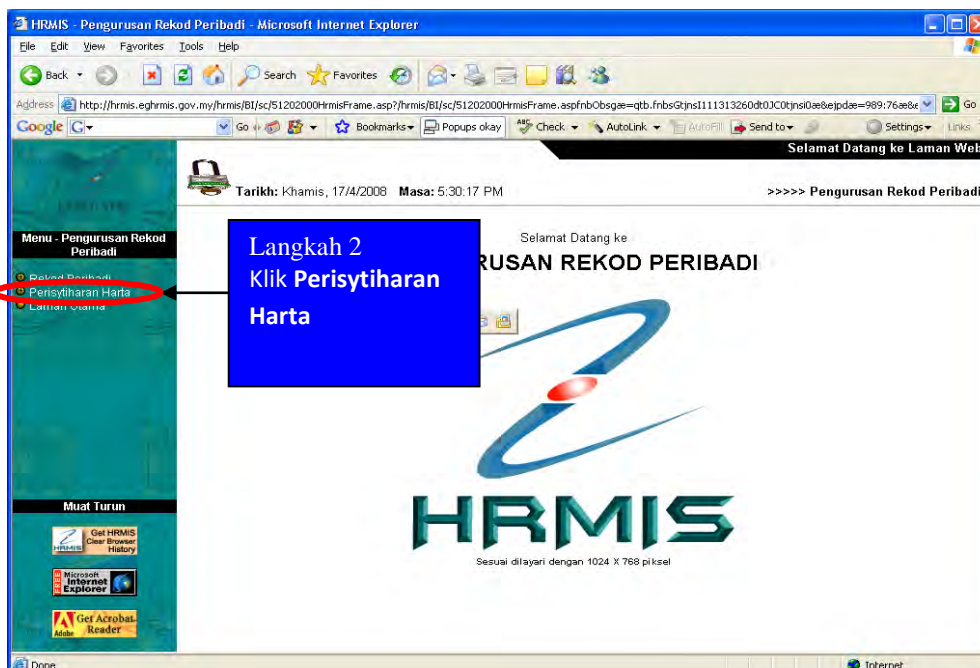 HRMIS - Pengurusan Rekod Peribadi - Microsoft Internet Explorer
File Edit View Favorites Tools Help
Back Search Favorites
Address http://hrmis.eghrmis.gov.my/hrmis/BI/sc/51202000HrmisFrame.asp?/hrmis/BI/sc/51202000HrmisFrame.aspfnbObsgæ=qtb.fnbsGtjnsI111313260dt0JC0tjnsi0æ&ejpdæ=989:76æ&e Go
Google G Go Bookmarks Popups okay ABC Check AutoLink AutoFill Send to Settings Links
Selamat Datang ke Laman Web
Tarikh: Khamis, 17/4/2008 Masa: 5:30:17 PM >>>>> Pengurusan Rekod Peribadi
Menu - Pengurusan Rekod
Peribadi
Rekod Peribadi
Perisytiharan Harta
Laman Utama
Langkah 2
Klik Perisytiharan
Harta
Selamat Datang ke
RUSAN REKOD PERIBADI
HRMIS
Sesuai dilayari dengan 1024 X 768 piksel
Muat Turun
HRMIS Get HRMIS
Clear Browser
History
FREE Microsoft
Internet
Explorer
Adobe Get Acrobat
Reader
Done Internet